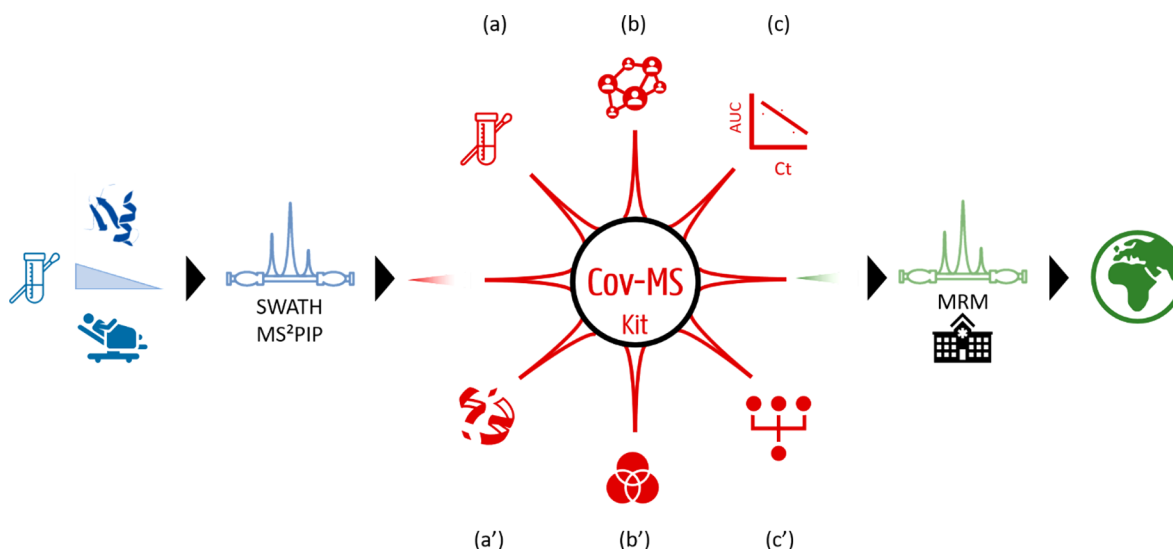 (a)
(b)
(c)
AUC
Ct
SWATH
MS²PIP
Cov-MS
Kit
MRM
(a’)
(b’)
(c’)